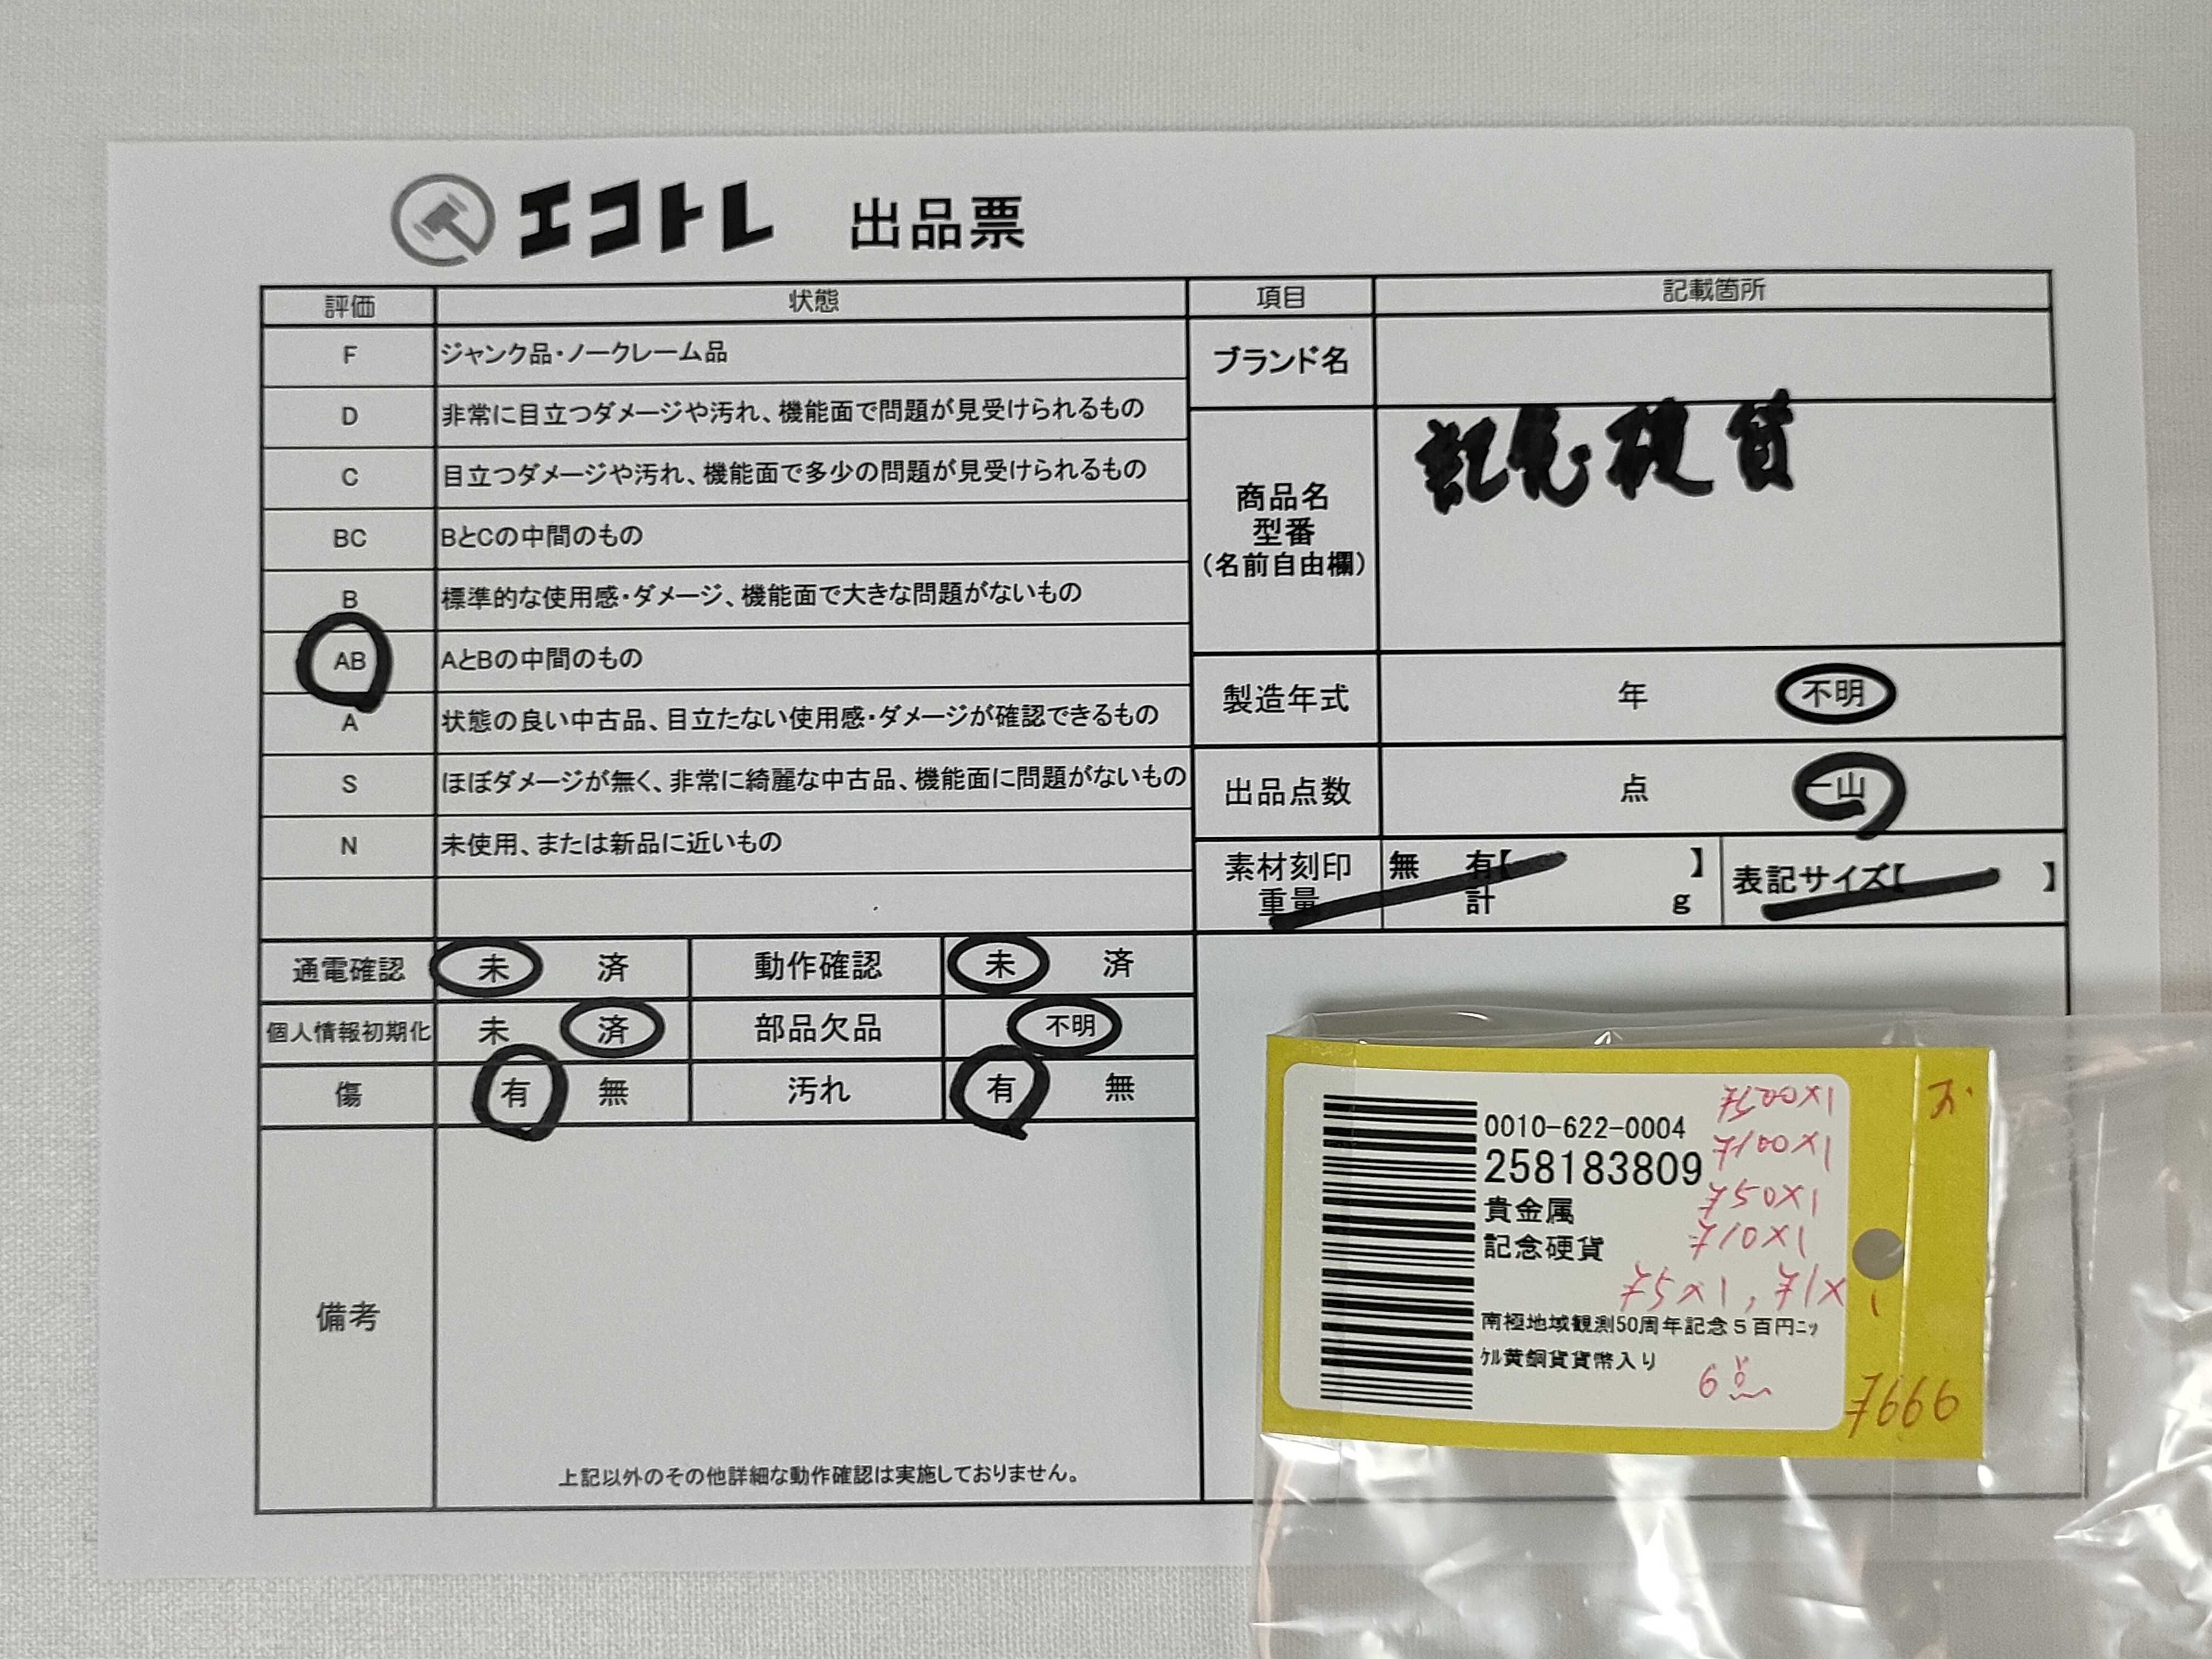 エコトレ 出品票
評価 状態
F ジャンク品・ノークレーム品
D 非常に目立つダメージや汚れ、機能面で問題が見受けられるもの
C 目立つダメージや汚れ、機能面で多少の問題が見受けられるもの
BC BとCの中間のもの
B 標準的な使用感・ダメージ、機能面で大きな問題がないもの
AB AとBの中間のもの
A 状態の良い中古品、目立たない使用感・ダメージが確認できるもの
S ほぼダメージが無く、非常に綺麗な中古品、機能面に問題がないもの
N 未使用、または新品に近いもの
通電確認 未 済 動作確認 未 済
個人情報初期化 未 済 部品欠品 不明
傷 有 無 汚れ 有 無
備考
上記以外のその他詳細な動作確認は実施しておりません。
項目 記載箇所
ブランド名
商品名
型番
(名前自由欄)
記念硬貨
製造年式 年 不明
出品点数 点 一山
素材刻印
重量
無 有【 】
計 g
表記サイズ【 】
0010-622-0004
258183809
貴金属
記念硬貨
南極地域観測50周年記念5百円ﾆｯ
ｹﾙ黄銅貨貨幣入り